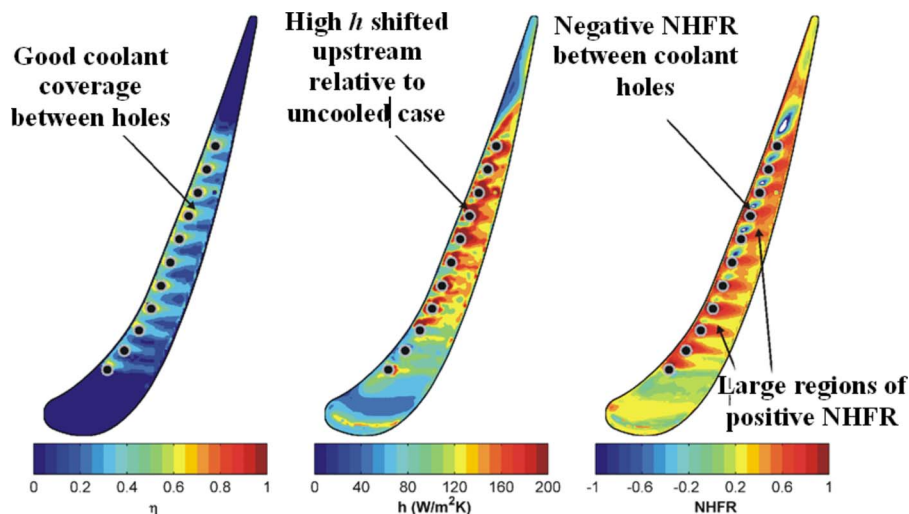 Good coolant
coverage
between holes
High h shifted
upstream
relative to
uncooled case
Negative NHFR
between coolant
holes
Large regions of
positive NHFR
0 0.2 0.4 0.6 0.8 1
η
0 40 80 120 160 200
h (W/m²K)
-1 -0.6 -0.2 0.2 0.6 1
NHFR